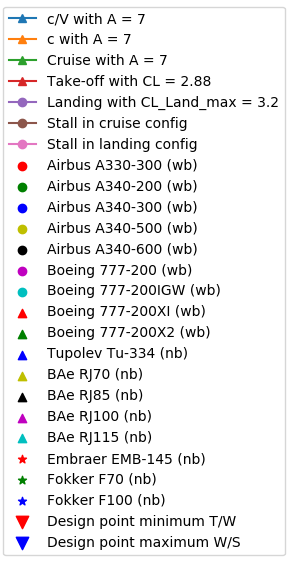 c/V with A = 7
c with A = 7
Cruise with A = 7
Take-off with CL = 2.88
Landing with CL_Land_max = 3.2
Stall in cruise config
Stall in landing config
Airbus A330-300 (wb)
Airbus A340-200 (wb)
Airbus A340-300 (wb)
Airbus A340-500 (wb)
Airbus A340-600 (wb)
Boeing 777-200 (wb)
Boeing 777-200IGW (wb)
Boeing 777-200XI (wb)
Boeing 777-200X2 (wb)
Tupolev Tu-334 (nb)
BAe RJ70 (nb)
BAe RJ85 (nb)
BAe RJ100 (nb)
BAe RJ115 (nb)
Embraer EMB-145 (nb)
Fokker F70 (nb)
Fokker F100 (nb)
Design point minimum T/W
Design point maximum W/S